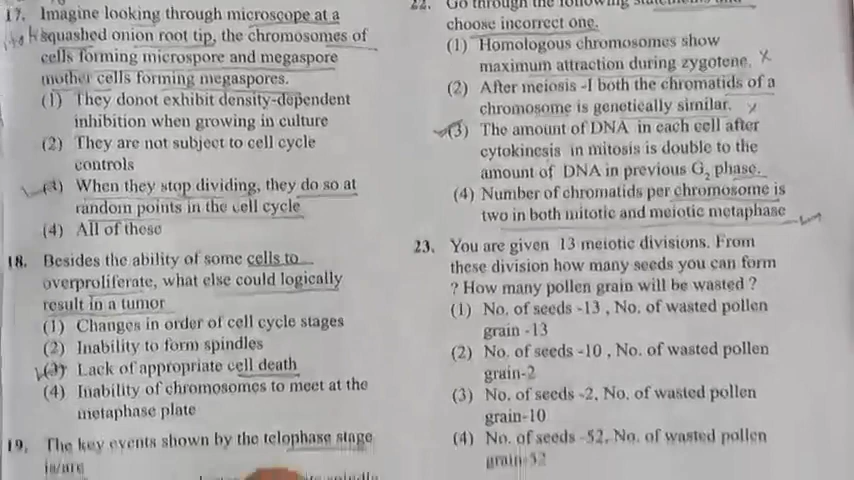 17. Imagine looking through microscope at a
squashed onion root tip, the chromosomes of
cells forming microspore and megaspore
mother cells forming megaspores.
(1) They donot exhibit density-dependent
inhibition when growing in culture
(2) They are not subject to cell cycle
controls
(3) When they stop dividing, they do so at
random points in the cell cycle
(4) All of these
18. Besides the ability of some cells to
overproliferate, what else could logically
result in a tumor
(1) Changes in order of cell cycle stages
(2) Inability to form spindles
(3) Lack of appropriate cell death
(4) Inability of chromosomes to meet at the
metaphase plate
19. The key events shown by the telophase stage
is/are
22. Go through the following statements and
choose incorrect one.
(1) Homologous chromosomes show
maximum attraction during zygotene.
(2) After meiosis -I both the chromatids of a
chromosome is genetically similar.
(3) The amount of DNA in each cell after
cytokinesis in mitosis is double to the
amount of DNA in previous G2 phase.
(4) Number of chromatids per chromosome is
two in both mitotic and meiotic metaphase
23. You are given 13 meiotic divisions. From
these division how many seeds you can form
? How many pollen grain will be wasted ?
(1) No. of seeds -13 , No. of wasted pollen
grain -13
(2) No. of seeds -10 , No. of wasted pollen
grain-2
(3) No. of seeds -2, No. of wasted pollen
grain-10
(4) No. of seeds -52, No. of wasted pollen
grain-52